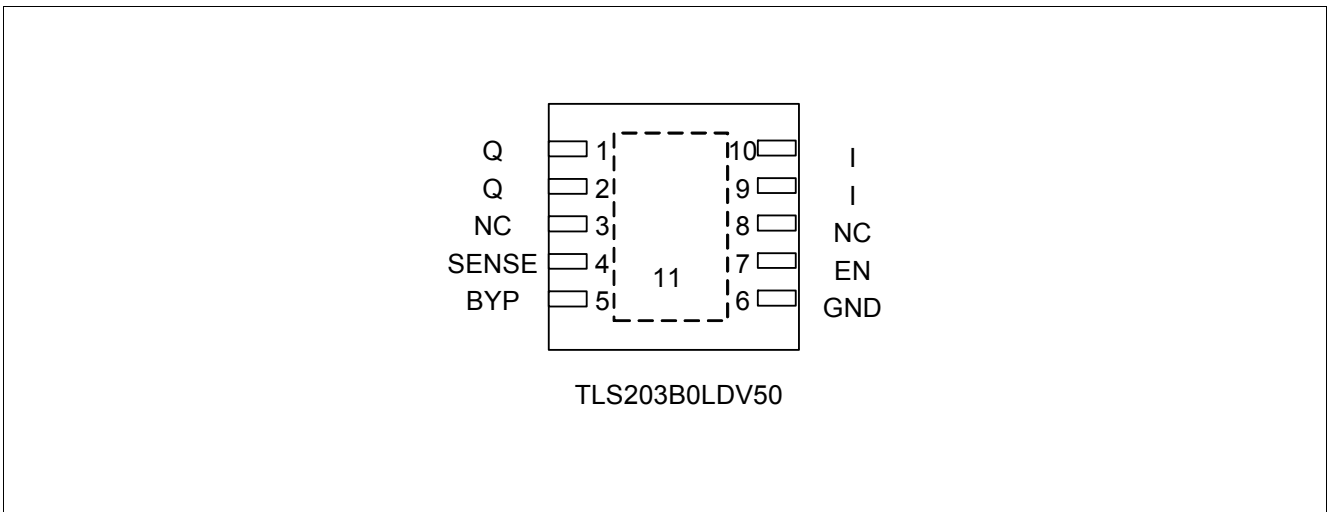 Q 1 10 I
Q 2 9 I
NC 3 8 NC
SENSE 4 7 EN
11
BYP 5 6 GND
TLS203B0LDV50